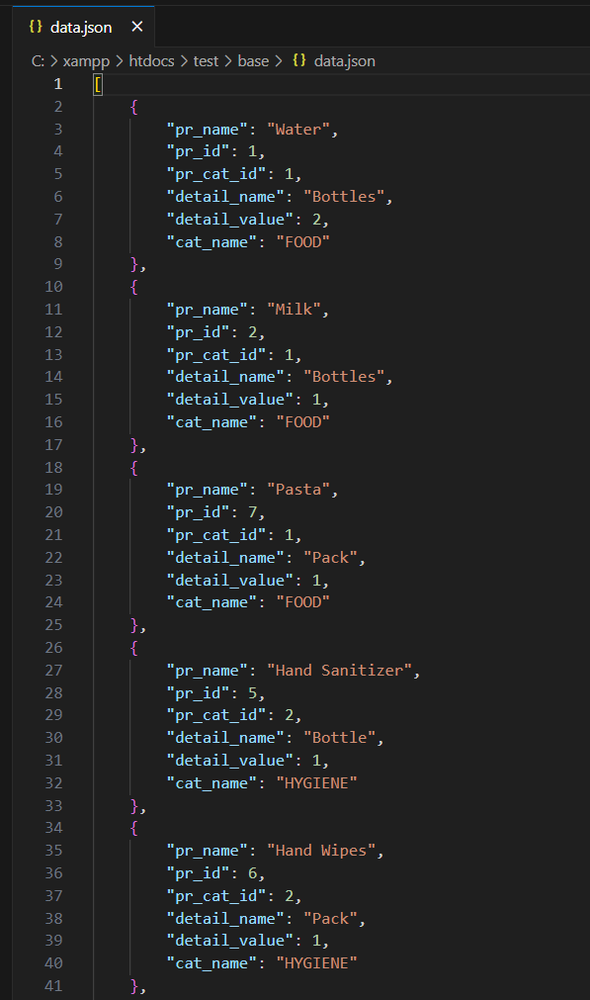 {} data.json ×
C: > xampp > htdocs > test > base > {} data.json
1 [
2     {
3         "pr_name": "Water",
4         "pr_id": 1,
5         "pr_cat_id": 1,
6         "detail_name": "Bottles",
7         "detail_value": 2,
8         "cat_name": "FOOD"
9     },
10     {
11         "pr_name": "Milk",
12         "pr_id": 2,
13         "pr_cat_id": 1,
14         "detail_name": "Bottles",
15         "detail_value": 1,
16         "cat_name": "FOOD"
17     },
18     {
19         "pr_name": "Pasta",
20         "pr_id": 7,
21         "pr_cat_id": 1,
22         "detail_name": "Pack",
23         "detail_value": 1,
24         "cat_name": "FOOD"
25     },
26     {
27         "pr_name": "Hand Sanitizer",
28         "pr_id": 5,
29         "pr_cat_id": 2,
30         "detail_name": "Bottle",
31         "detail_value": 1,
32         "cat_name": "HYGIENE"
33     },
34     {
35         "pr_name": "Hand Wipes",
36         "pr_id": 6,
37         "pr_cat_id": 2,
38         "detail_name": "Pack",
39         "detail_value": 1,
40         "cat_name": "HYGIENE"
41     },